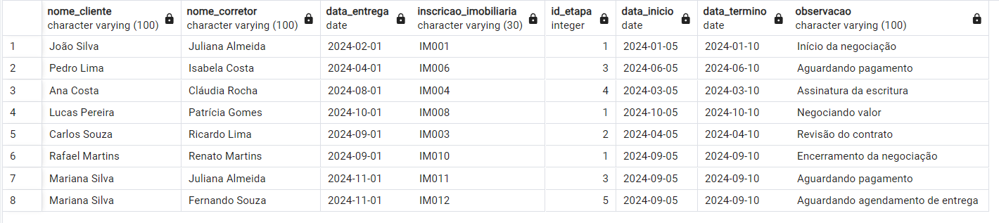 nome_cliente nome_corretor data_entrega inscricao_imobiliaria id_etapa data_inicio data_termino observacao
character varying (100) character varying (100) date character varying (30) integer date date character varying (100)
1 João Silva Juliana Almeida 2024-02-01 IM001 1 2024-01-05 2024-01-10 Início da negociação
2 Pedro Lima Isabela Costa 2024-04-01 IM006 3 2024-06-05 2024-06-10 Aguardando pagamento
3 Ana Costa Cláudia Rocha 2024-08-01 IM004 4 2024-03-05 2024-03-10 Assinatura da escritura
4 Lucas Pereira Patrícia Gomes 2024-10-01 IM008 1 2024-10-05 2024-10-10 Negociando valor
5 Carlos Souza Ricardo Lima 2024-09-01 IM003 2 2024-04-05 2024-04-10 Revisão do contrato
6 Rafael Martins Renato Martins 2024-09-01 IM010 1 2024-09-05 2024-09-10 Encerramento da negociação
7 Mariana Silva Juliana Almeida 2024-11-01 IM011 3 2024-09-05 2024-09-10 Aguardando pagamento
8 Mariana Silva Fernando Souza 2024-11-01 IM012 5 2024-09-05 2024-09-10 Aguardando agendamento de entrega